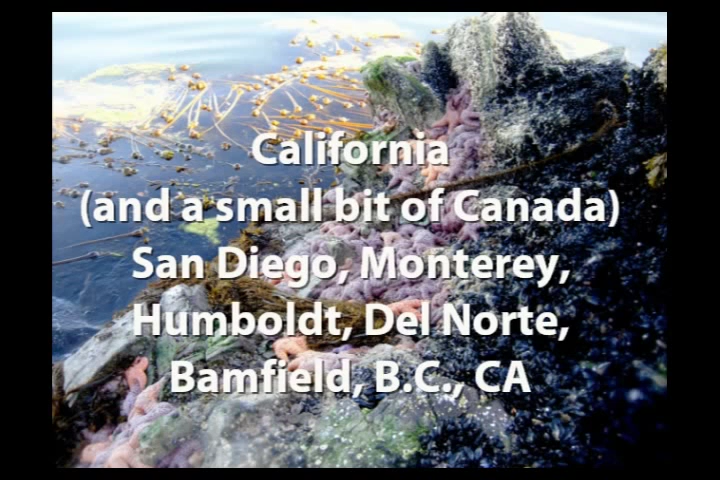 California
(and a small bit of Canada)
San Diego, Monterey,
Humboldt, Del Norte,
Bamfield, B.C., CA